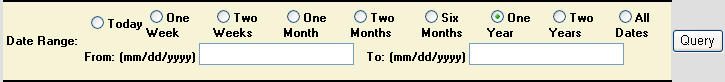 Today One Week Two Weeks One Month Two Months Six Months One Year Two Years All Dates
Date Range:
From: (mm/dd/yyyy) To: (mm/dd/yyyy)
Query